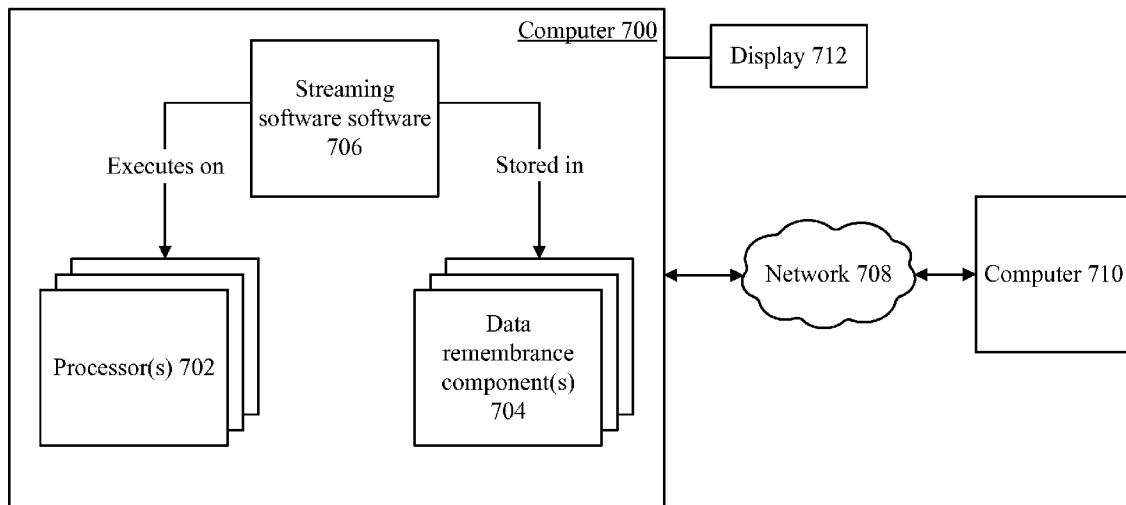 Computer 700
Display 712
Streaming
software software
706
Executes on
Stored in
Network 708
Computer 710
Processor(s) 702
Data
remembrance
component(s)
704